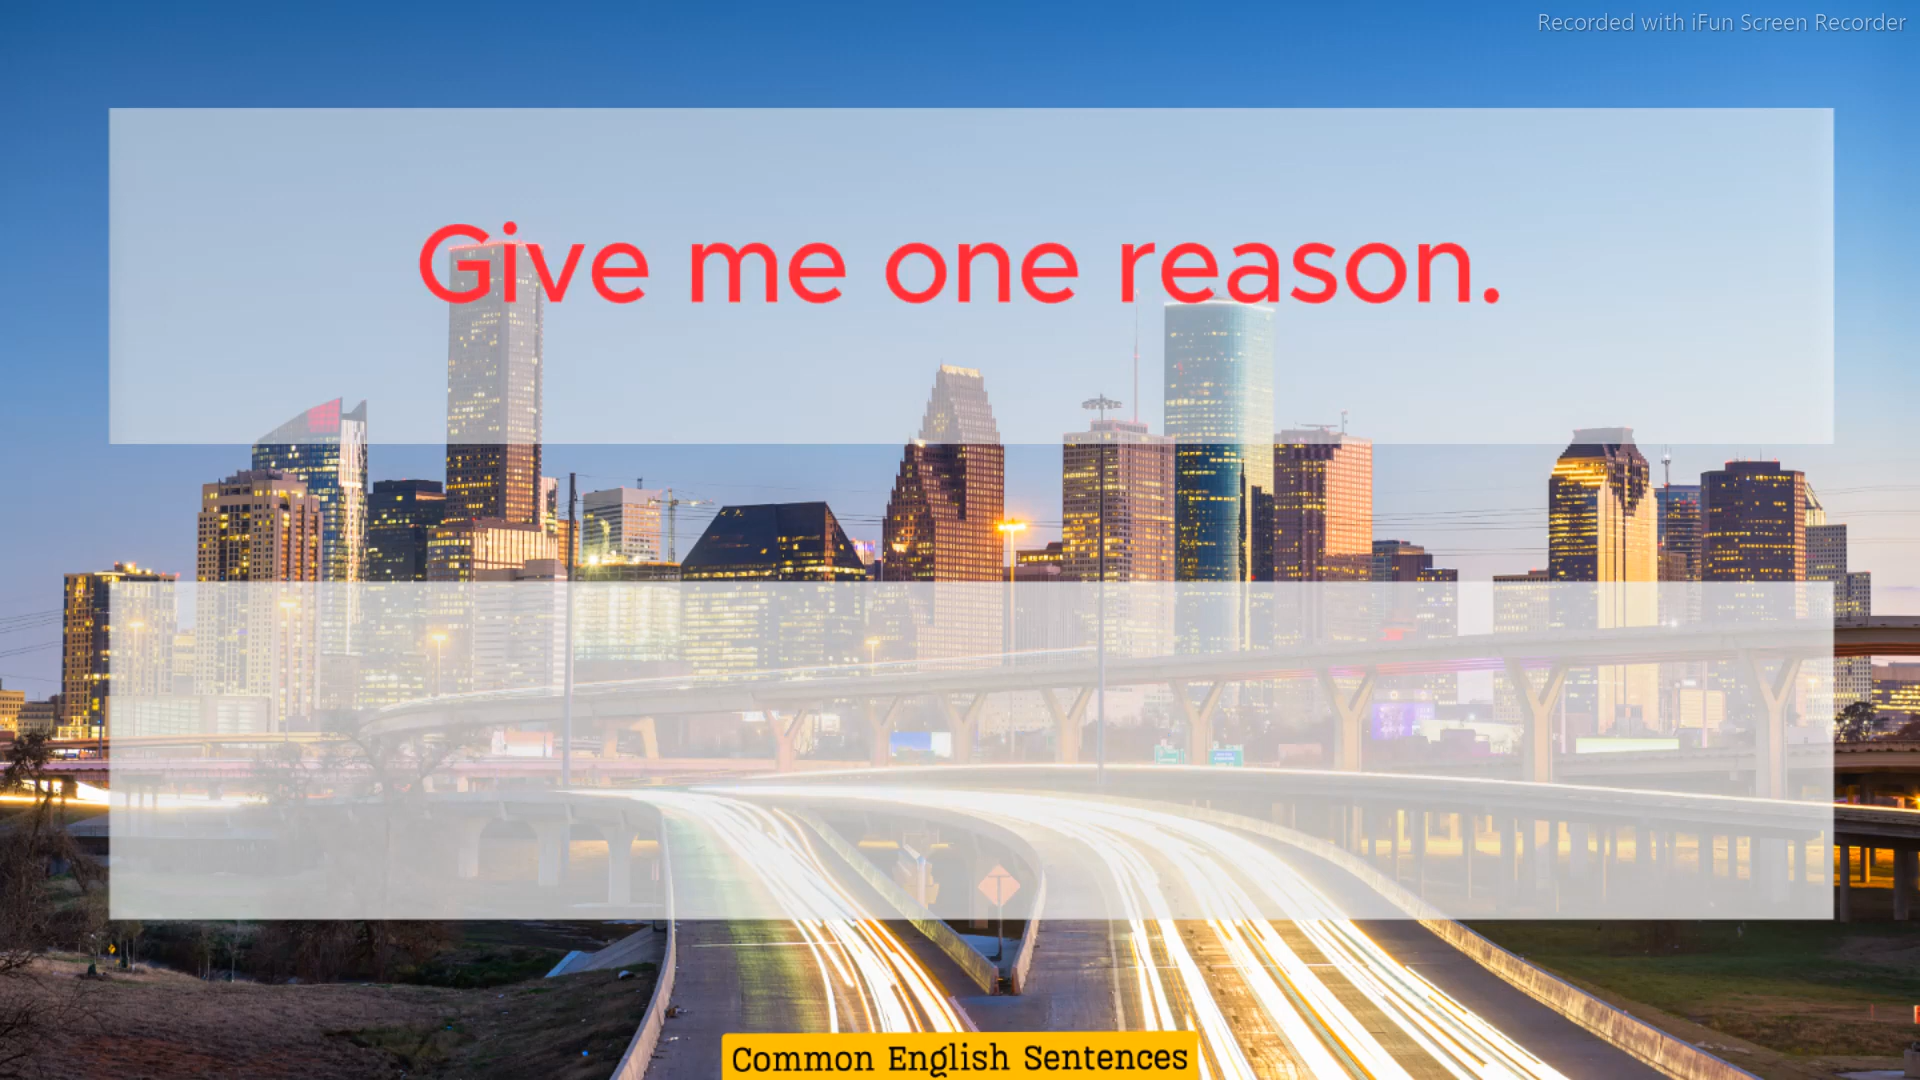 Recorded with iFun Screen Recorder
Give me one reason.
Common English Sentences